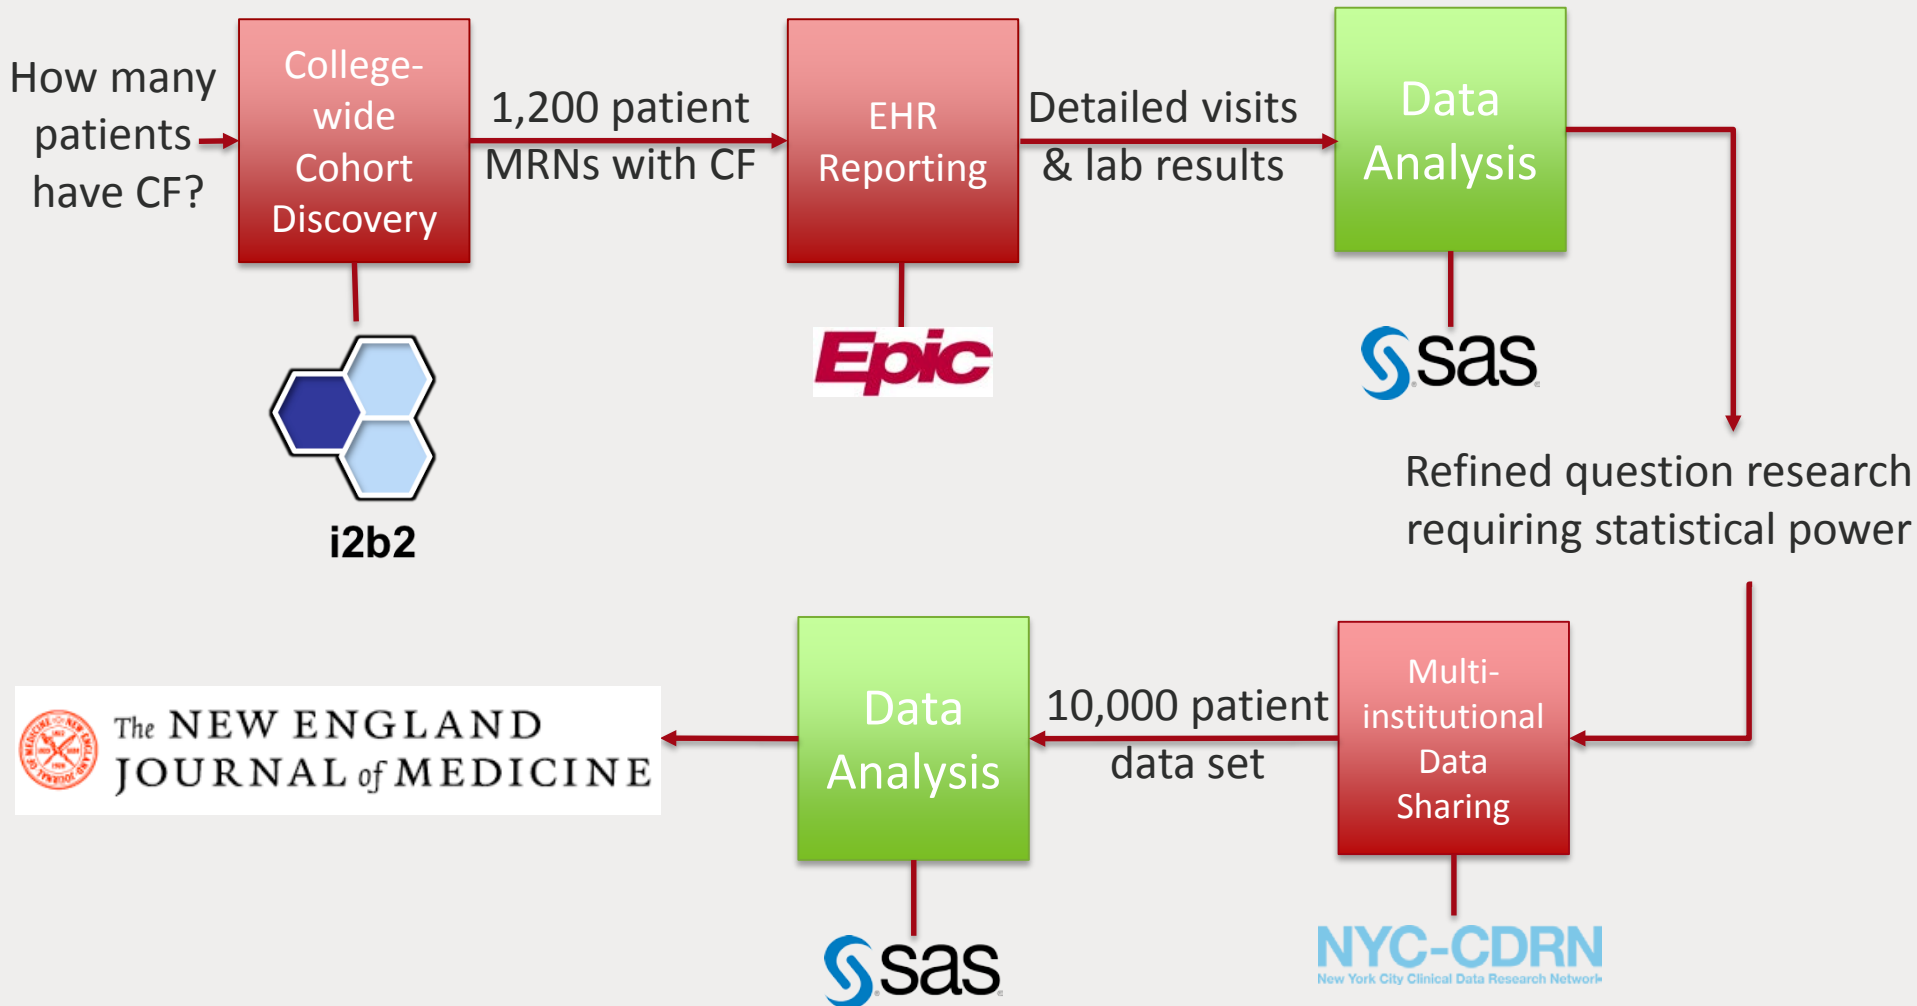 How many
patients
have CF?
College-
wide
Cohort
Discovery
1,200 patient
MRNs with CF
EHR
Reporting
Detailed visits
& lab results
Data
Analysis
i2b2
Epic
sas
Refined question research
requiring statistical power
Multi-
institutional
Data
Sharing
NYC-CDRN
New York City Clinical Data Research Network
10,000 patient
data set
Data
Analysis
sas
The NEW ENGLAND
JOURNAL of MEDICINE